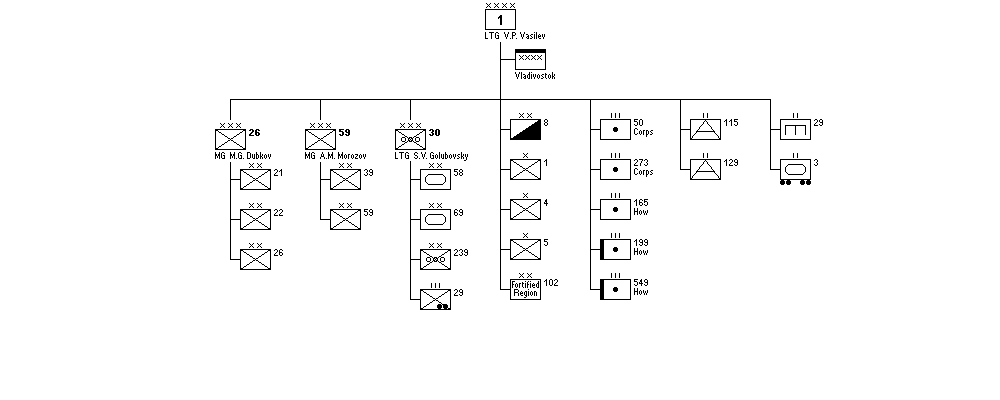 XXXX
1
LTG V.P. Vasilev
XXXX
Vladivostok
XXX
26
MG M.G. Dubkov
XX
21
XX
22
XX
26
XXX
59
MG A.M. Morozov
XX
39
XX
59
XXX
30
LTG S.V. Golubovsky
XX
58
XX
69
XX
239
III
29
XX
8
X
1
X
4
X
5
XX
Fortified
Region
102
III
50
Corps
III
273
Corps
III
165
How
III
199
How
III
549
How
II
115
II
129
II
29
II
3